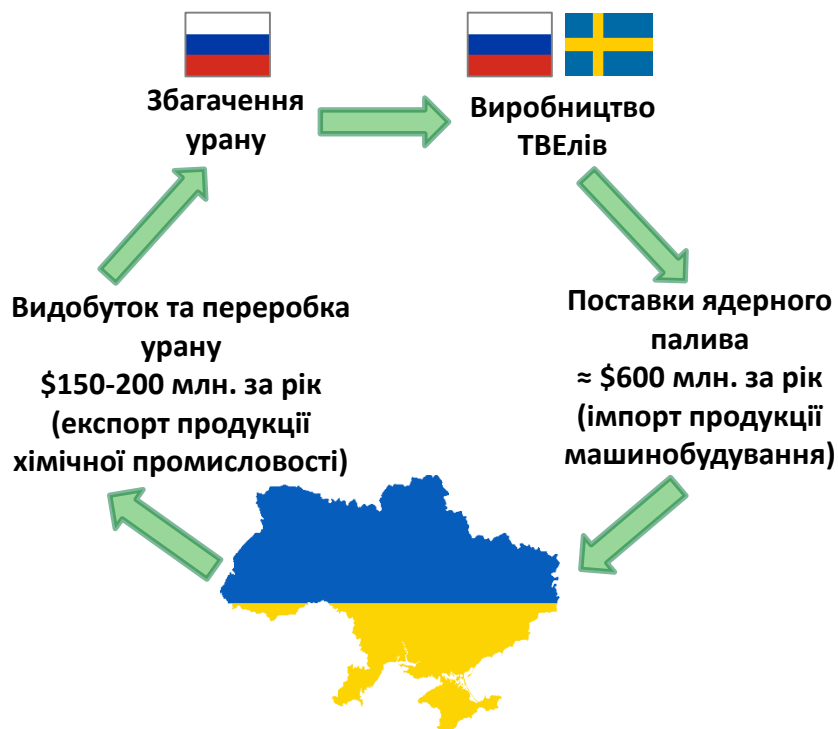 Збагачення
урану
Виробництво
ТВЕлів
Видобуток та переробка
урану
$150-200 млн. за рік
(експорт продукції
хімічної промисловості)
Поставки ядерного
палива
≈ $600 млн. за рік
(імпорт продукції
машинобудування)